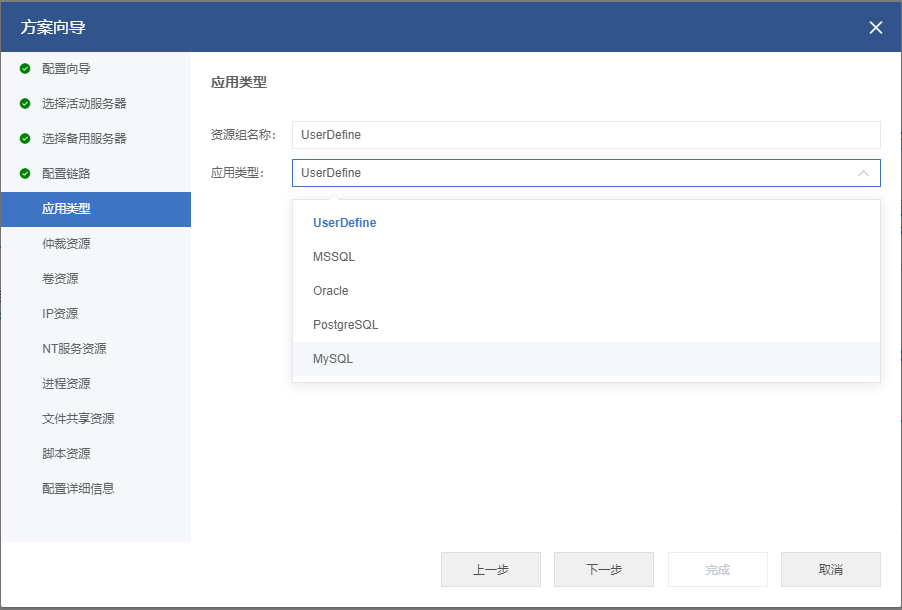 方案向导
配置向导
选择活动服务器
选择备用服务器
配置链路
应用类型
仲裁资源
卷资源
IP资源
NT服务资源
进程资源
文件共享资源
脚本资源
配置详细信息
应用类型
资源组名称: UserDefine
应用类型: UserDefine
UserDefine
MSSQL
Oracle
PostgreSQL
MySQL
上一步 下一步 完成 取消